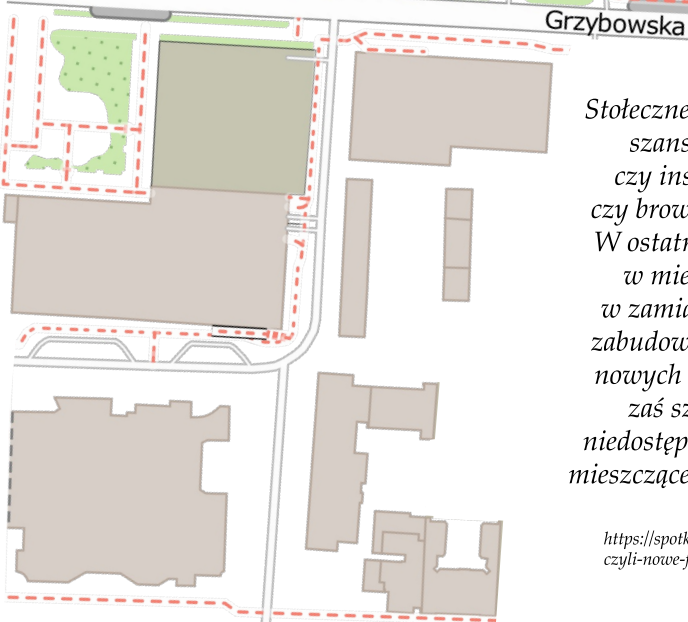 Grzybowska
Stołeczne
szans
czy ins
czy brow
W ostatr
w mie
w zamia
zabudow
nowych
zaś sz
niedostęp
mieszczące
https://spotk
czyli-nowe-f